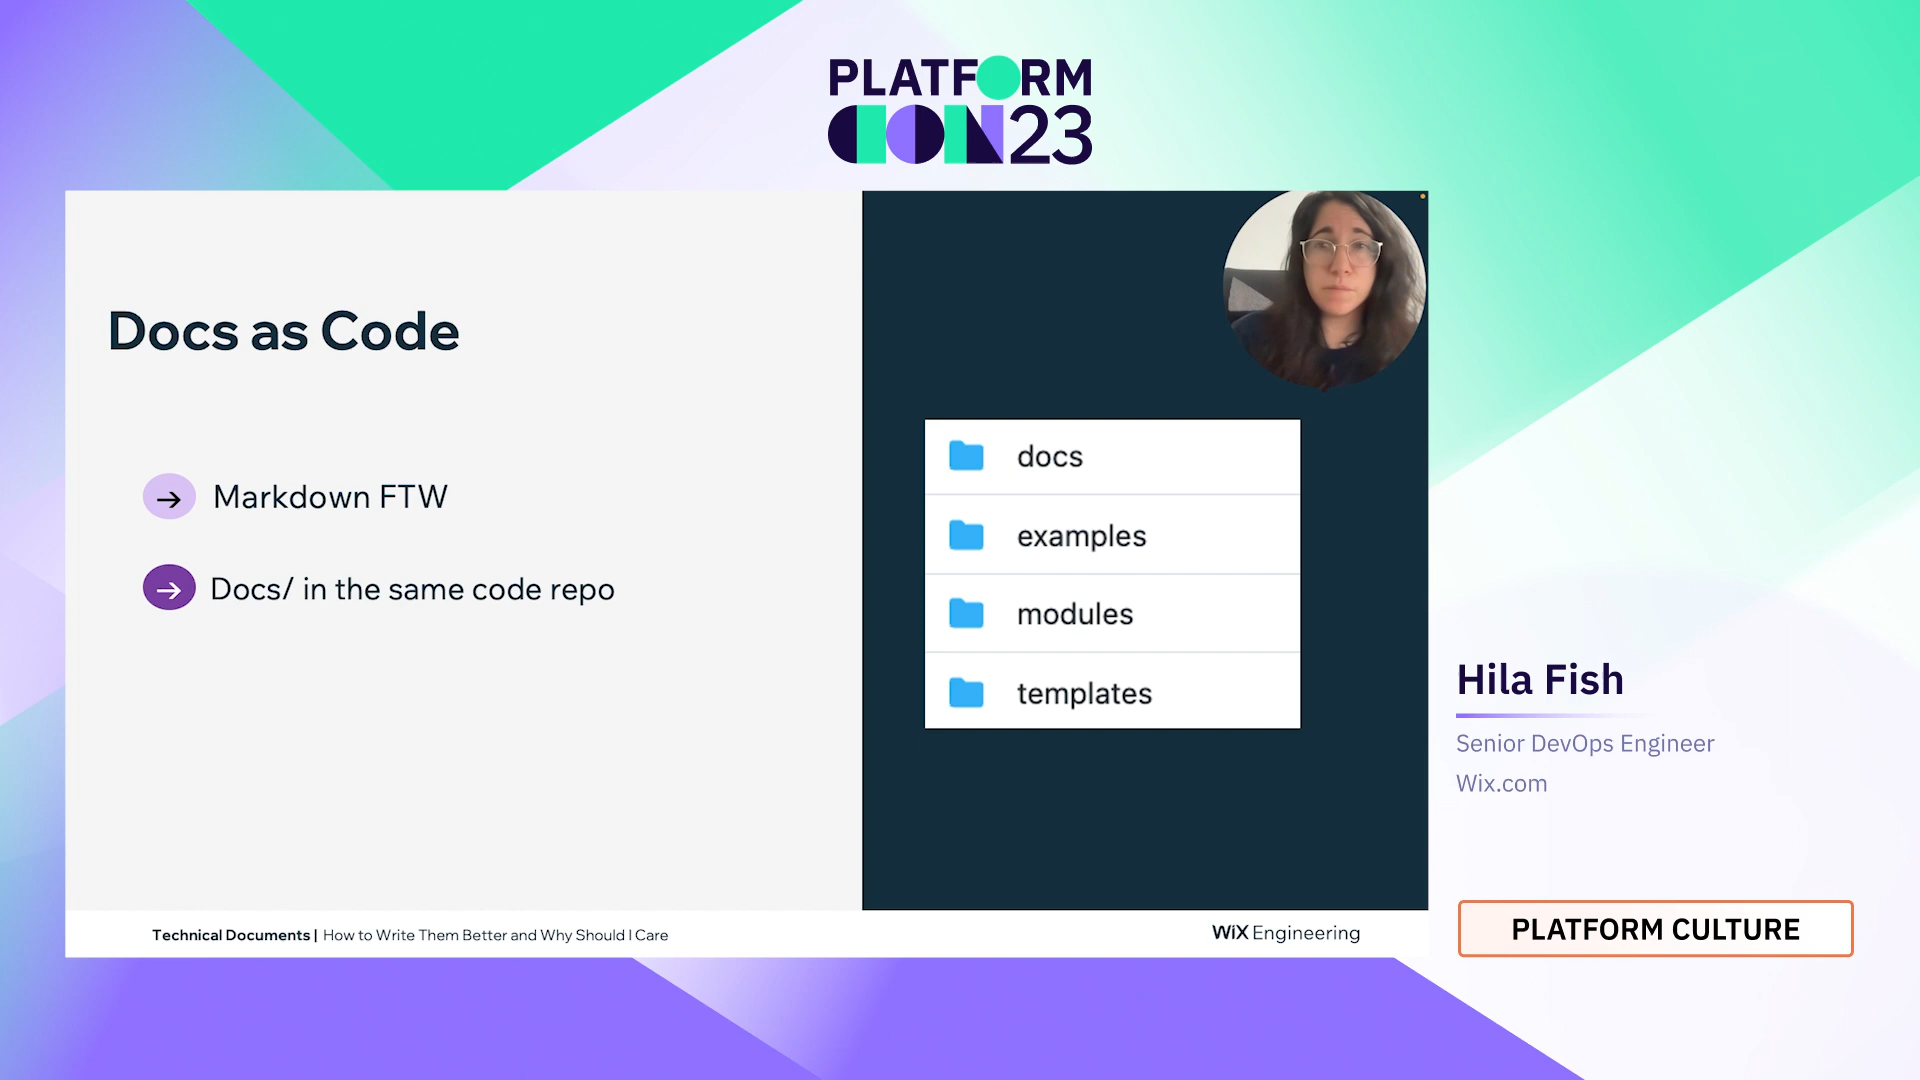 PLATFORM
CON23
Docs as Code
→ Markdown FTW
→ Docs/ in the same code repo
docs
examples
modules
templates
Technical Documents | How to Write Them Better and Why Should I Care
WiX Engineering
Hila Fish
Senior DevOps Engineer
Wix.com
PLATFORM CULTURE